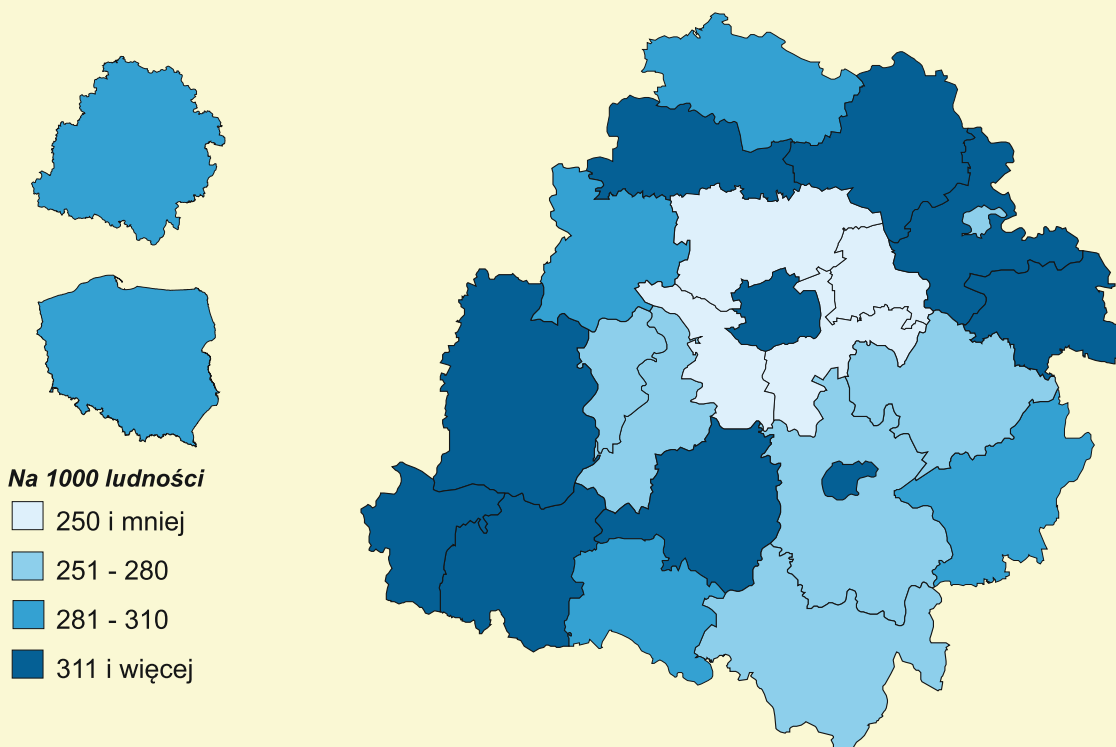 Na 1000 ludności
250 i mniej
251 - 280
281 - 310
311 i więcej